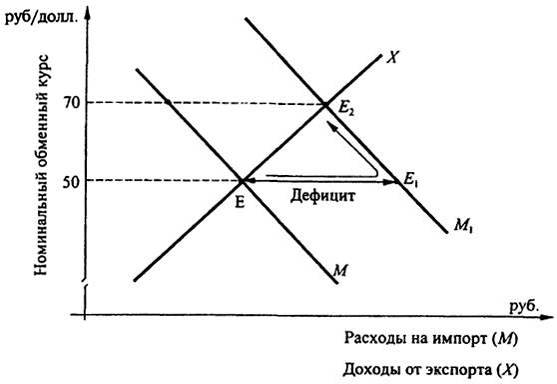 руб/долл.
Номинальный обменный курс
X
70
E₂
50
E
Дефицит
E₁
M₁
M
руб.
Расходы на импорт (M)
Доходы от экспорта (X)